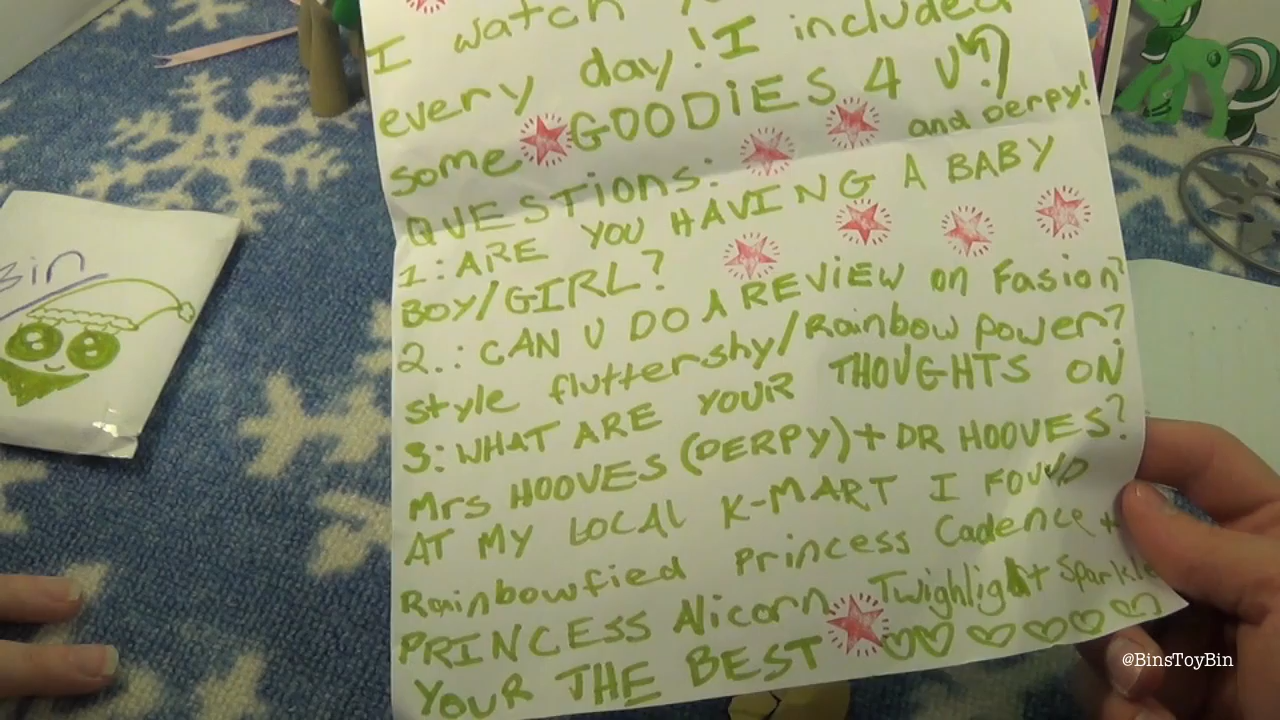 I watch
every day! I included
some GOODiES 4 U
and Derpy!
QUESTions:
1: ARE YOU HAVING A BABY
BOY/GIRL?
2.: CAN U DO A REViEW on Fasion
style fluttershy/Rainbow power?
3: WHAT ARE YOUR THOUGHTS ON
Mrs HOOVES (DERPY) + DR HOOVES?
AT MY LOCAL K-MART I FOUND
Rainbowfied Princess Cadence +
PRINCESS Alicorn Twighlight Sparkle
YOUR THE BEST
Bin
@BinsToyBin